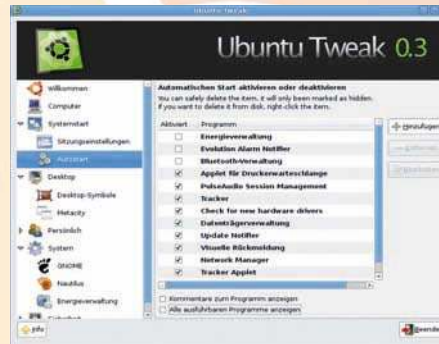 Ubuntu Tweak
Ubuntu Tweak 0.3
Willkommen
Computer
Systemstart
Sitzungseinstellungen
Autostart
Desktop
Desktop-Symbole
Metacity
Persönlich
System
GNOME
Nautilus
Energieverwaltung
Automatischen Start aktivieren oder deaktivieren
You can safely delete the item, it will only been marked as hidden.
If you want to delete it from disk, right-click the item.
Aktiviert Programm
Energieverwaltung
Evolution Alarm Notifier
Bluetooth-Verwaltung
Applet für Druckerwarteschlange
PulseAudio Session Management
Tracker
Check for new hardware drivers
Datenträgerverwaltung
Update Notifier
Visuelle Rückmeldung
Network Manager
Tracker Applet
Kommentare zum Programm anzeigen
Alle ausführbaren Programme anzeigen
Hinzufügen
Info
Beende